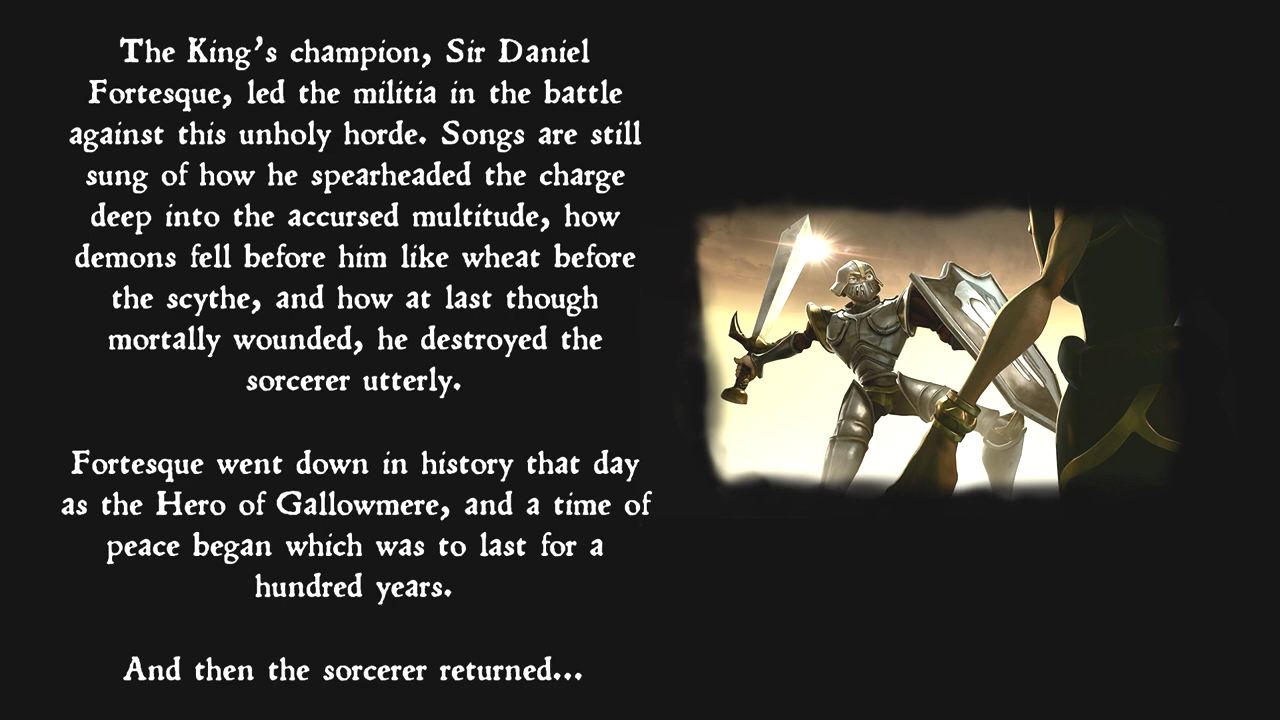 The King's champion, Sir Daniel
Fortesque, led the militia in the battle
against this unholy horde. Songs are still
sung of how he spearheaded the charge
deep into the accursed multitude, how
demons fell before him like wheat before
the scythe, and how at last though
mortally wounded, he destroyed the
sorcerer utterly.
Fortesque went down in history that day
as the Hero of Gallowmere, and a time of
peace began which was to last for a
hundred years.
And then the sorcerer returned...